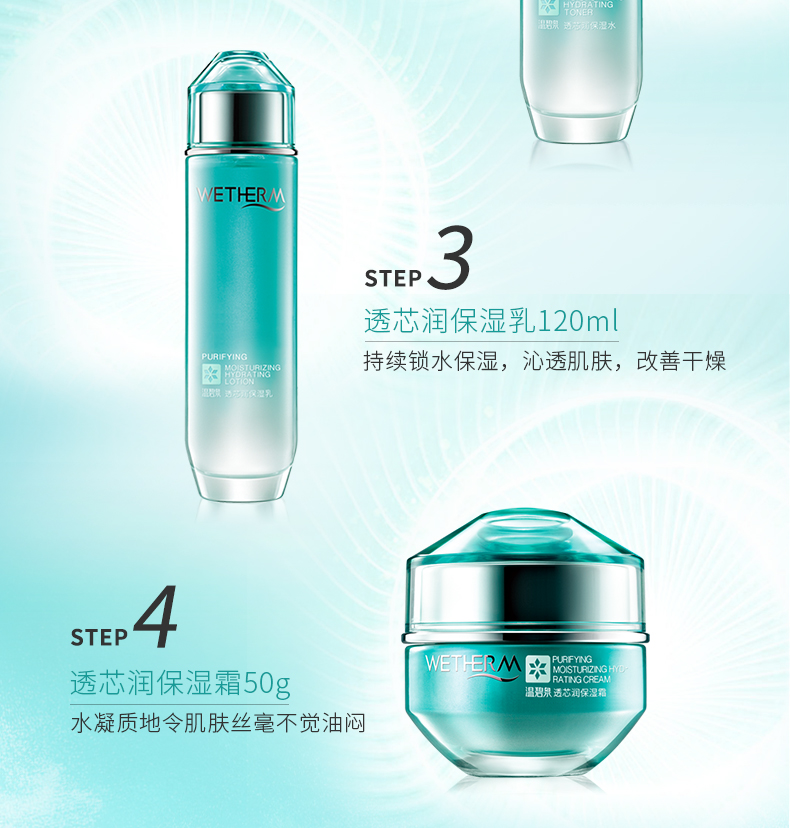 HYDRATING
TONER
温碧泉 透芯润保湿水
WETHERM
STEP 3
透芯润保湿乳120ml
持续锁水保湿，沁透肌肤，改善干燥
PURIFYING
MOISTURIZING
HYDRATING
LOTION
温碧泉 透芯润保湿乳
STEP 4
透芯润保湿霜50g
水凝质地令肌肤丝毫不觉油闷
WETHERM
PURIFYING
MOISTURIZING HYD-
RATING CREAM
温碧泉 透芯润保湿霜